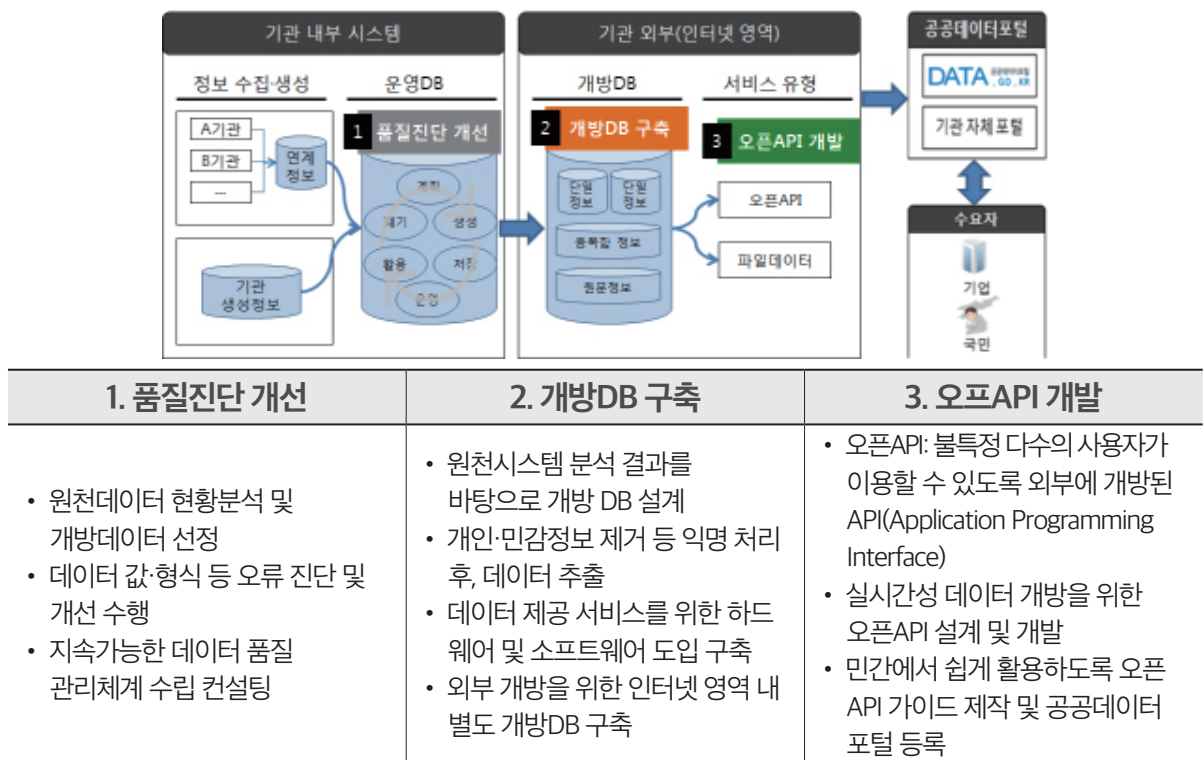 기관 내부 시스템
기관 외부(인터넷 영역)
공공데이터포털
정보 수집·생성
운영DB
개방DB
서비스 유형
DATA
.GO.KR
기관 자체 포털
A기관
B기관
...
연계
정보
1 품질진단 개선
2 개방DB 구축
3 오픈API 개발
계획
폐기
생성
활용
저장
운영
기관
생성정보
단원
정보
단원
정보
융복합 정보
원문정보
오픈API
파일데이터
수요자
기업
국민
1. 품질진단 개선
• 원천데이터 현황분석 및
개방데이터 선정
• 데이터 값·형식 등 오류 진단 및
개선 수행
• 지속가능한 데이터 품질
관리체계 수립 컨설팅
2. 개방DB 구축
• 원천시스템 분석 결과를
바탕으로 개방 DB 설계
• 개인·민감정보 제거 등 익명 처리
후, 데이터 추출
• 데이터 제공 서비스를 위한 하드
웨어 및 소프트웨어 도입 구축
• 외부 개방을 위한 인터넷 영역 내
별도 개방DB 구축
3. 오프API 개발
• 오픈API: 불특정 다수의 사용자가
이용할 수 있도록 외부에 개방된
API(Application Programming
Interface)
• 실시간성 데이터 개방을 위한
오픈API 설계 및 개발
• 민간에서 쉽게 활용하도록 오픈
API 가이드 제작 및 공공데이터
포털 등록